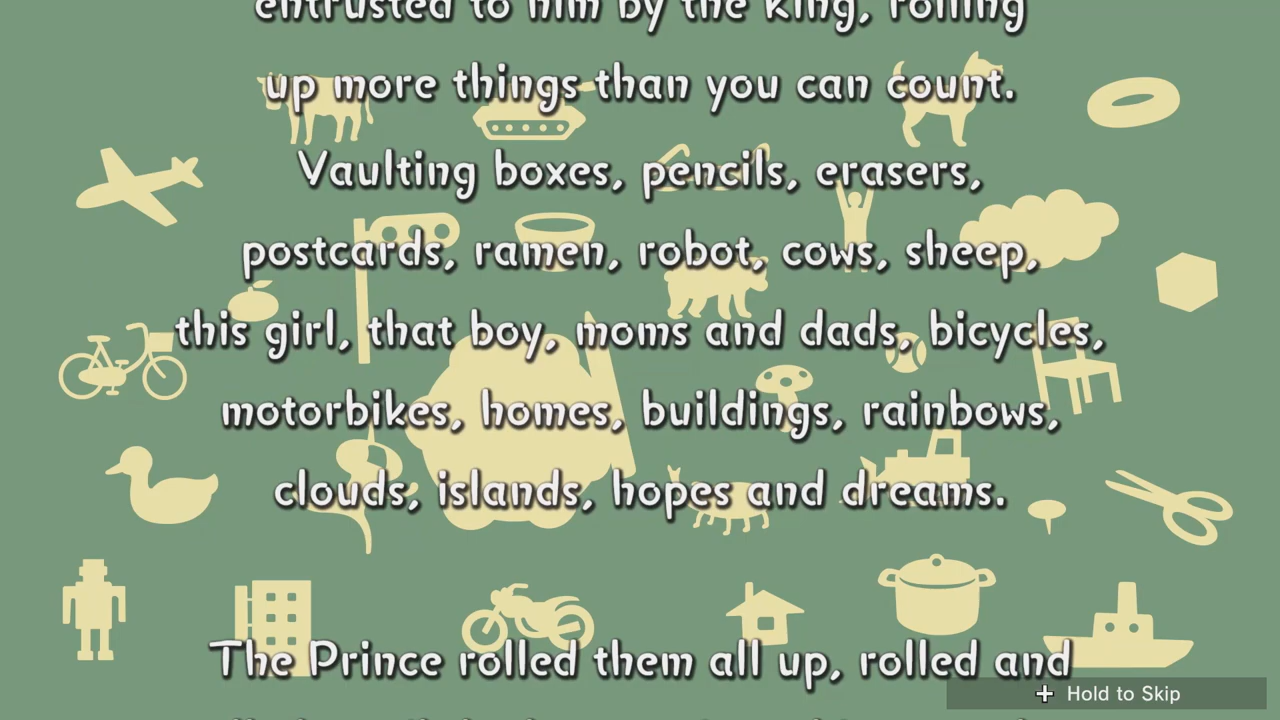 entrusted to him by the King, rolling
up more things than you can count.
Vaulting boxes, pencils, erasers,
postcards, ramen, robot, cows, sheep,
this girl, that boy, moms and dads, bicycles,
motorbikes, homes, buildings, rainbows,
clouds, islands, hopes and dreams.
The Prince rolled them all up, rolled and
+ Hold to Skip